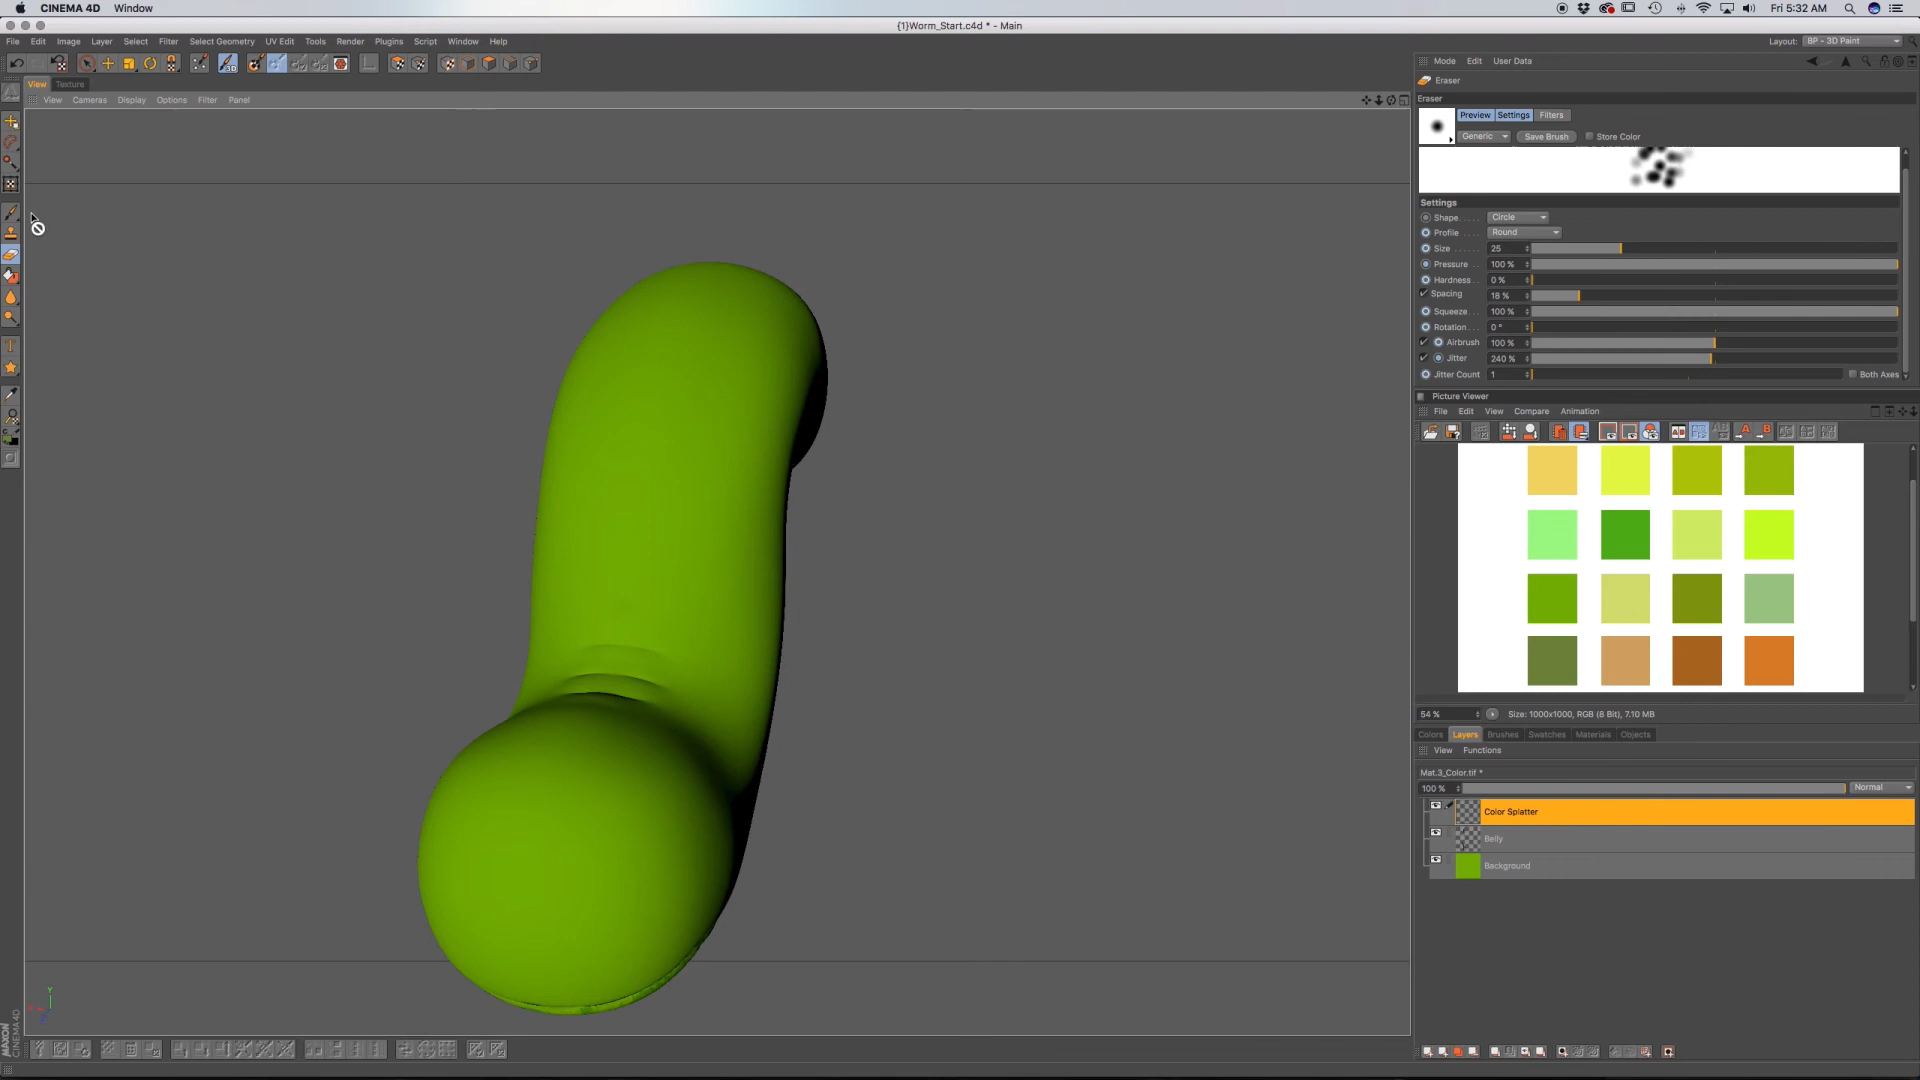 CINEMA 4D Window Fri 5:32 AM
{1}Worm_Start.c4d * - Main
File Edit Image Layer Select Filter Select Geometry UV Edit Tools Render Plugins Script Window Help
Layout: BP - 3D Paint
View Texture
View Cameras Display Options Filter Panel
Mode Edit User Data
Eraser
Eraser
Preview Settings Filters
Generic Save Brush Store Color
Settings
Shape Circle
Profile Round
Size 25
Pressure 100 %
Hardness 0 %
Spacing 18 %
Squeeze 100 %
Rotation 0 °
Airbrush 100 %
Jitter 240 %
Jitter Count 1 Both Axes
Picture Viewer
File Edit View Compare Animation
54 % Size: 1000x1000, RGB (8 Bit), 7.10 MB
Colors Layers Brushes Swatches Materials Objects
View Functions
Mat.3_Color.tif *
100 % Normal
Color Splatter
Belly
Background
Y
MAXON
CINEMA 4D